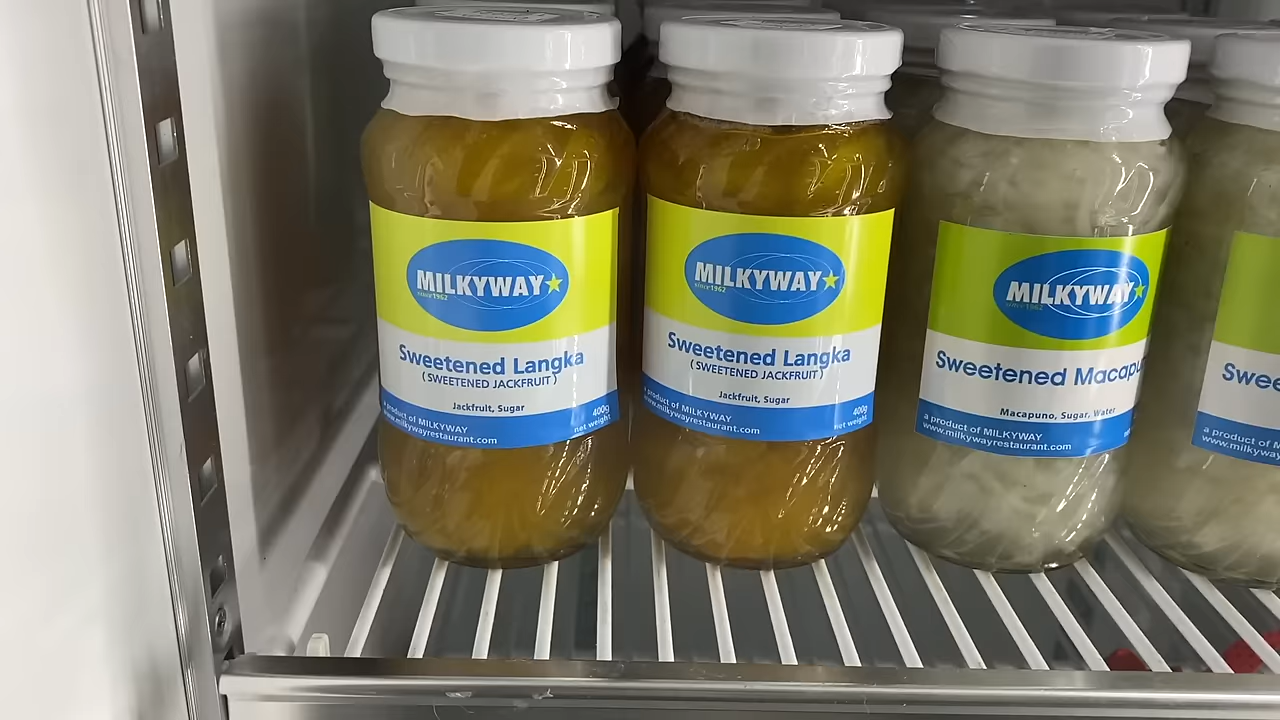 MILKYWAY
since 1962
Sweetened Langka
( SWEETENED JACKFRUIT )
Jackfruit, Sugar
a product of MILKYWAY
www.milkywayrestaurant.com
400g
net weight
MILKYWAY
since 1962
Sweetened Langka
( SWEETENED JACKFRUIT )
Jackfruit, Sugar
a product of MILKYWAY
www.milkywayrestaurant.com
400g
net weight
MILKYWAY
since 1962
Sweetened Macapu
Macapuno, Sugar, Water
a product of MILKYWAY
www.milkywayrestaurant.com
Swee
a product of M
www.milkyway